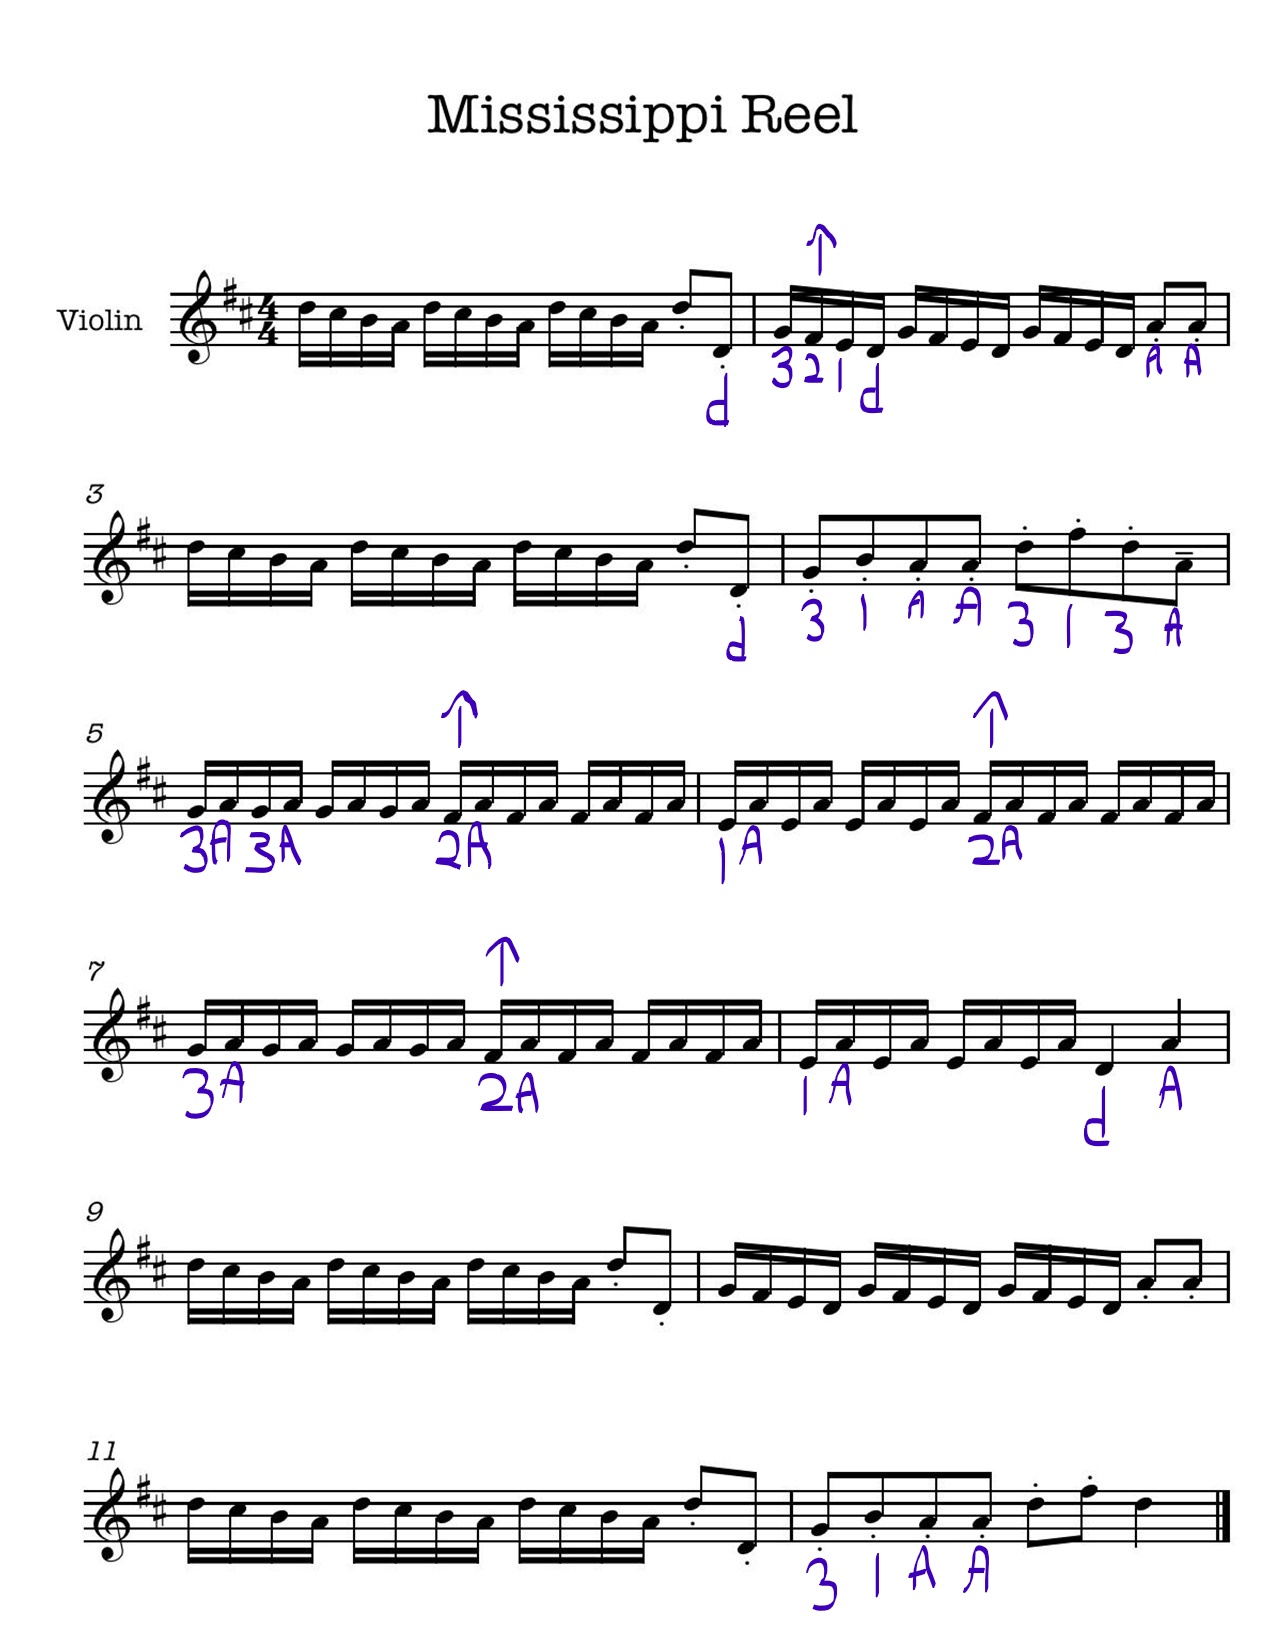 Mississippi Reel
Violin
4
4
d 3 2 1 d A A
3
d 3 1 A A 3 1 3 A
5
3A 3A 2A 1A 2A
7
3A 2A 1A d A
9
11
3 1 A A